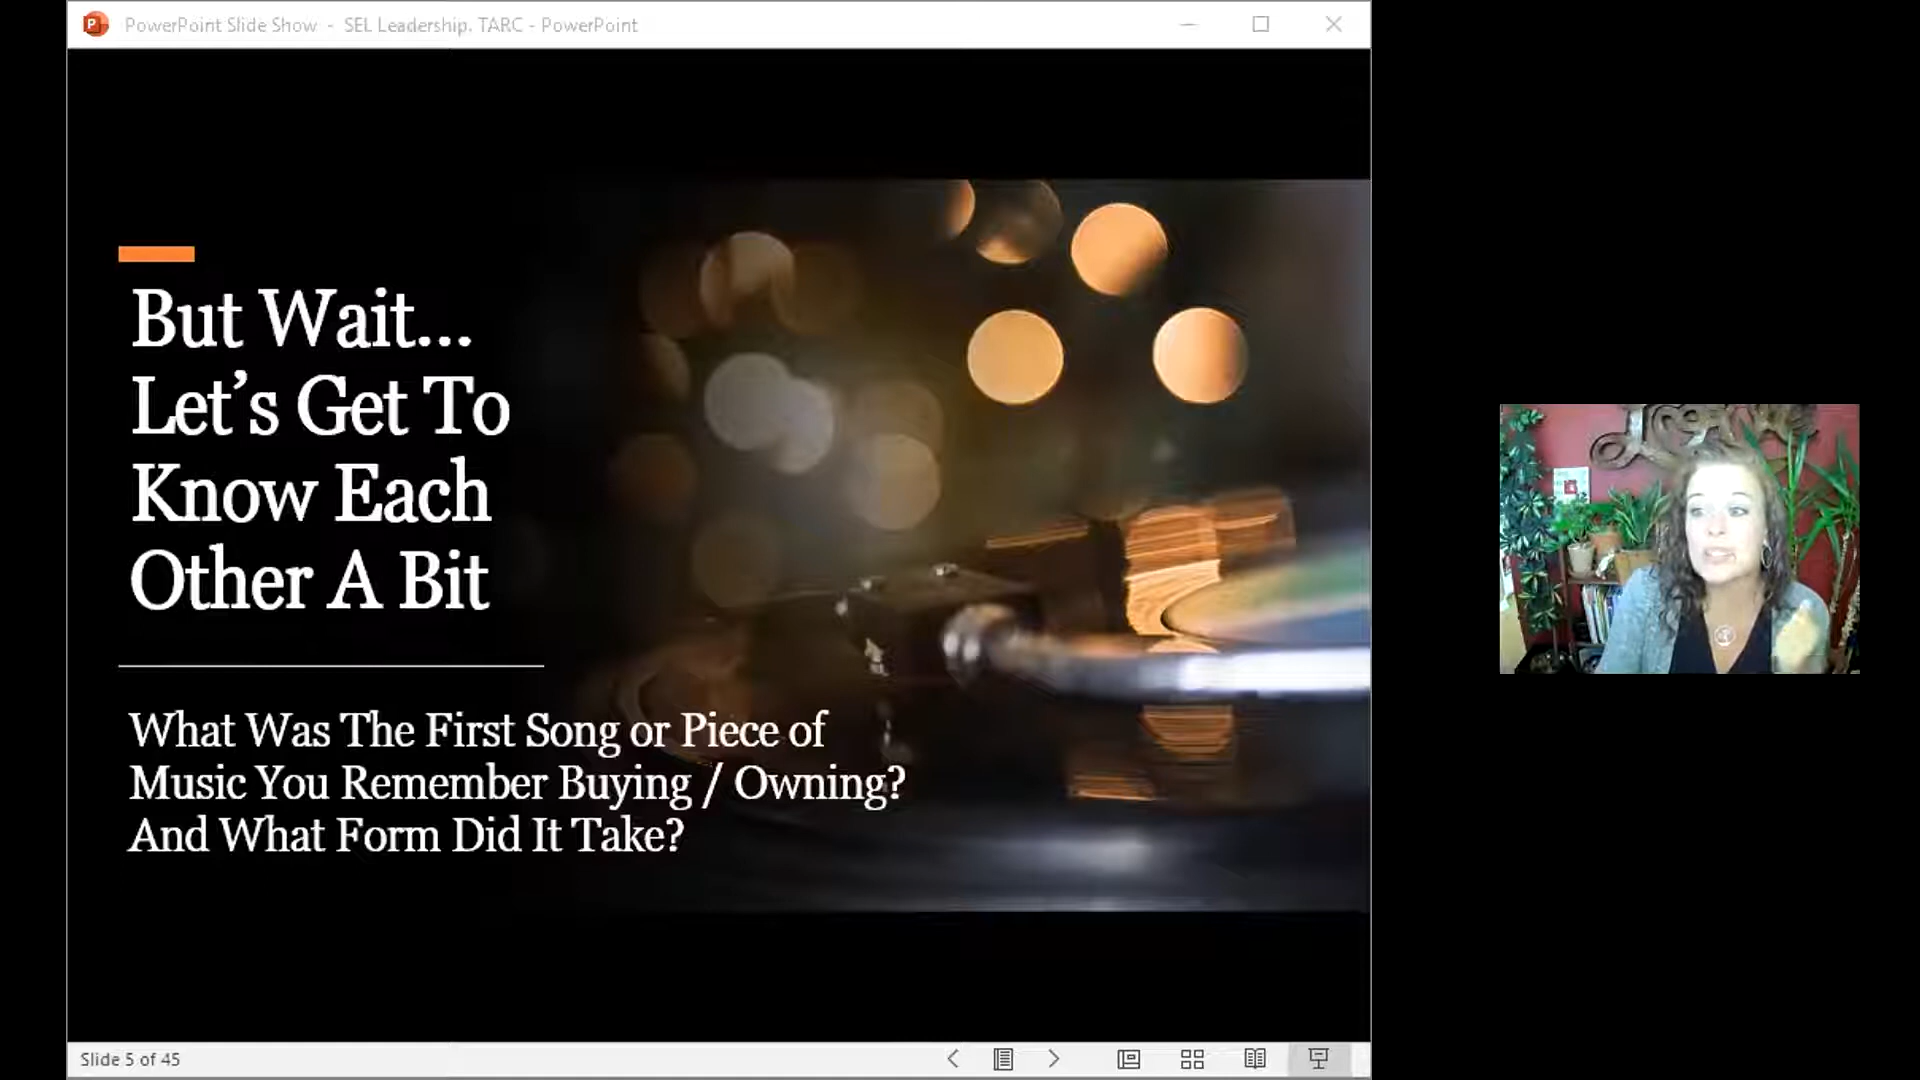 PowerPoint Slide Show - SEL Leadership. TARC - PowerPoint
But Wait...
Let’s Get To
Know Each
Other A Bit
What Was The First Song or Piece of
Music You Remember Buying / Owning?
And What Form Did It Take?
Slide 5 of 45